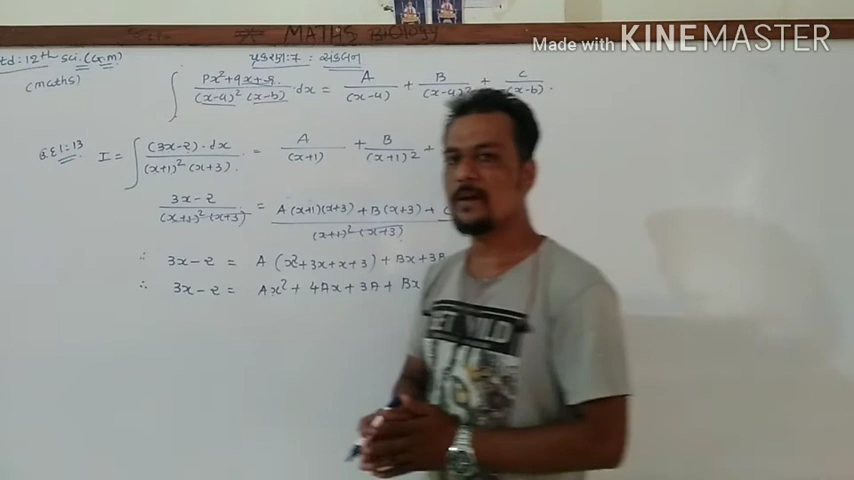 MATHS BIOLOGY
Made with KINEMASTER
td: 12th sci. (G.M)
(maths)
પ્રકરણ:7 : સંકલન
∫ px²+qx+r / (x-a)² (x-b) · dx = A / (x-a) + B / (x-a)² + C / (x-b) .
I = ∫ (3x-2) · dx / (x+1)² (x+3) . = A / (x+1) + B / (x+1)² +
3x-2 / (x+1)² (x+3) = A (x+1)(x+3) + B (x+3) + C / (x+1)² (x+3) .
∴ 3x-2 = A (x²+3x+x+3) + Bx+3B
∴ 3x-2 = Ax² + 4Ax + 3A + Bx
GET WILD